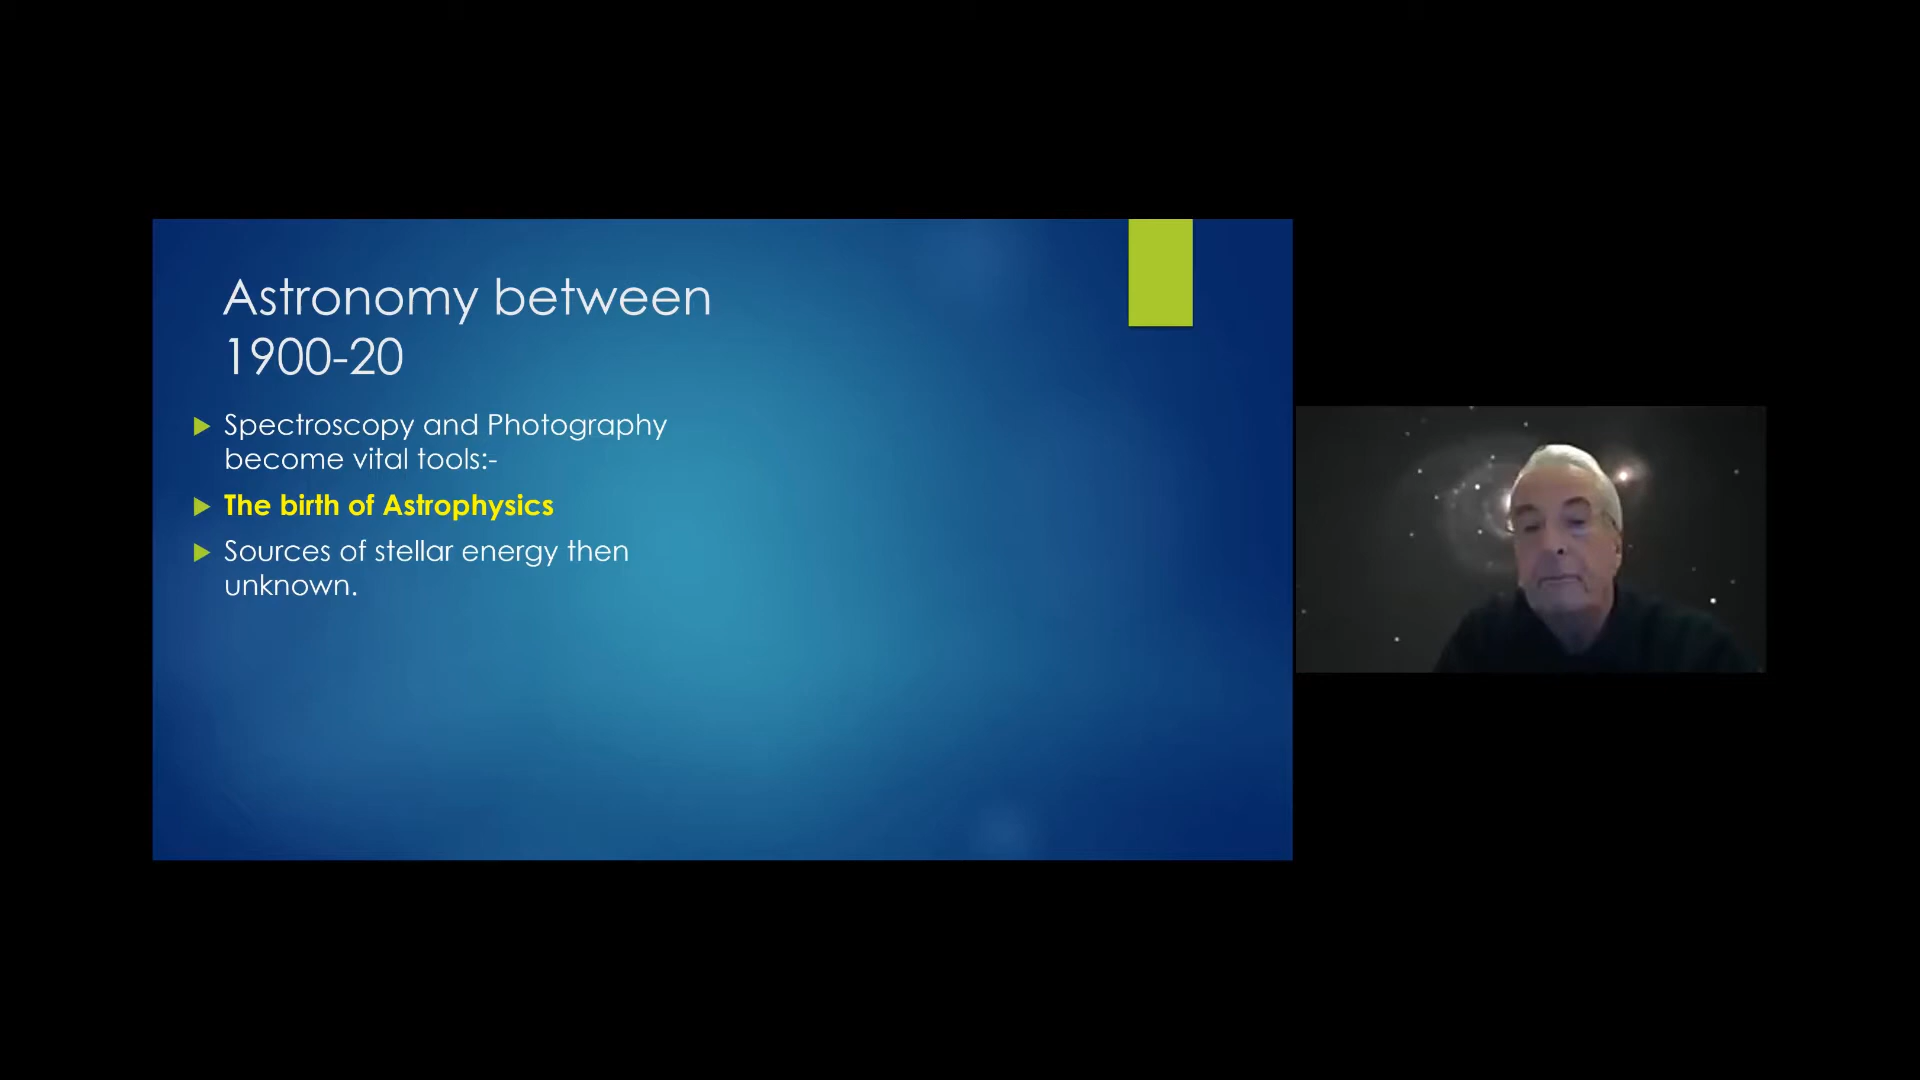 Astronomy between
1900-20
Spectroscopy and Photography
become vital tools:-
The birth of Astrophysics
Sources of stellar energy then
unknown.